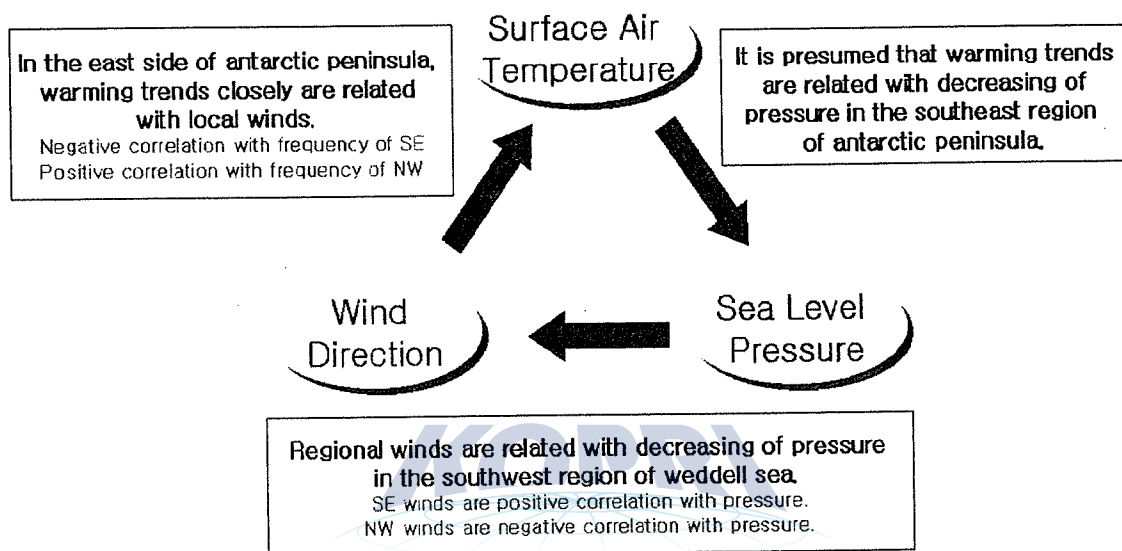 Surface Air
Temperature
In the east side of antarctic peninsula,
warming trends closely are related
with local winds.
Negative correlation with frequency of SE
Positive correlation with frequency of NW
It is presumed that warming trends
are related with decreasing of
pressure in the southeast region
of antarctic peninsula.
Wind
Direction
Sea Level
Pressure
Regional winds are related with decreasing of pressure
in the southwest region of weddell sea.
SE winds are positive correlation with pressure.
NW winds are negative correlation with pressure.
KOPRI